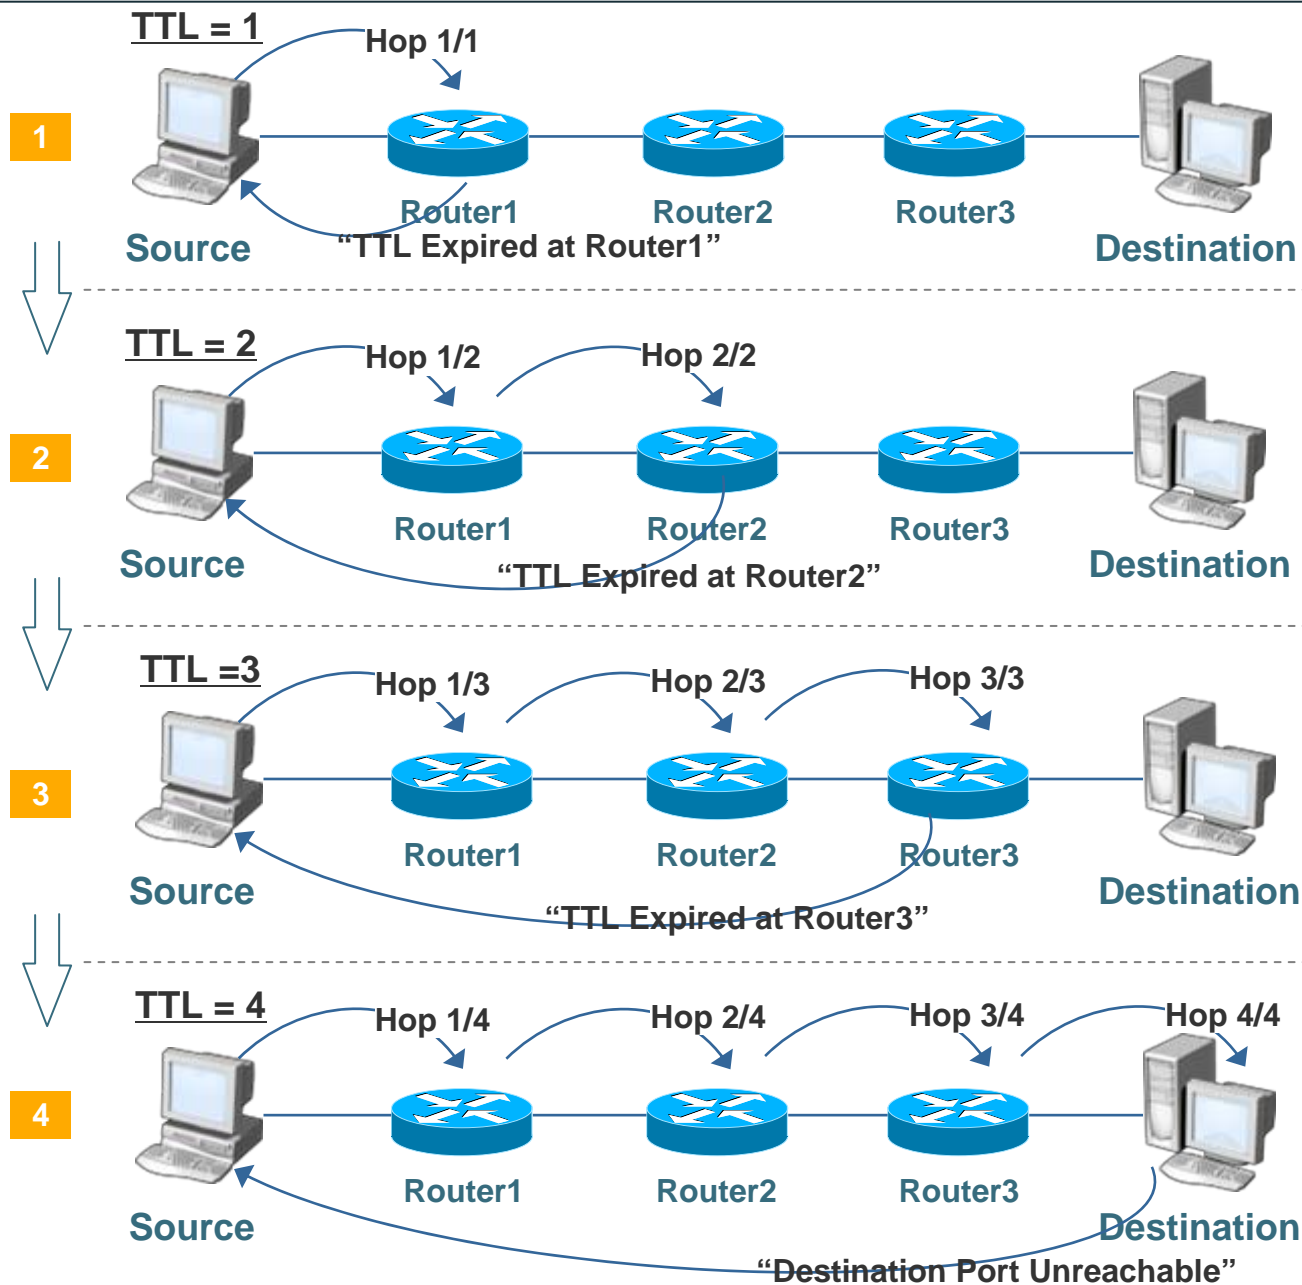 TTL = 1
Hop 1/1
1
Router1
Router2
Router3
Source
“TTL Expired at Router1”
Destination
TTL = 2
Hop 1/2
Hop 2/2
2
Router1
Router2
Router3
Source
“TTL Expired at Router2”
Destination
TTL =3
Hop 1/3
Hop 2/3
Hop 3/3
3
Router1
Router2
Router3
Source
“TTL Expired at Router3”
Destination
TTL = 4
Hop 1/4
Hop 2/4
Hop 3/4
Hop 4/4
4
Router1
Router2
Router3
Source
Destination
“Destination Port Unreachable”